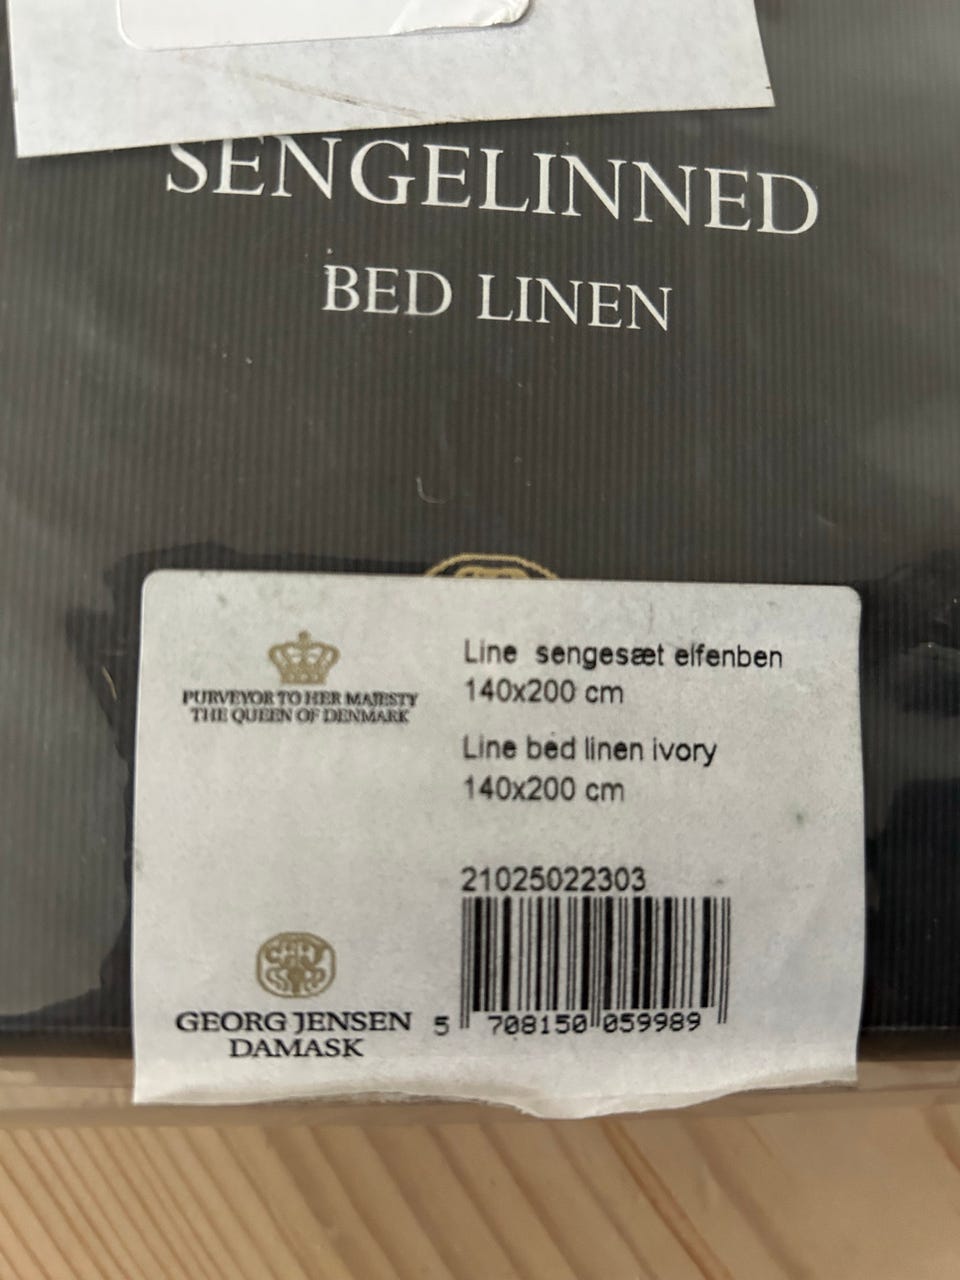 SENGELINNED
BED LINEN
PURVEYOR TO HER MAJESTY
THE QUEEN OF DENMARK
Line sengesæt elfenben
140x200 cm
Line bed linen ivory
140x200 cm
21025022303
5 708150 059989
GEORG JENSEN
DAMASK